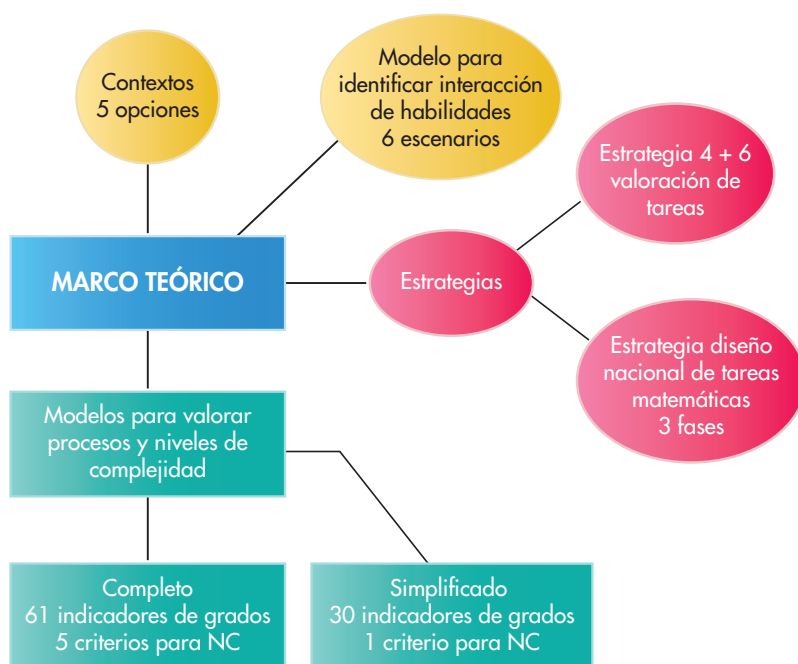 Contextos
5 opciones
Modelo para
identificar interacción
de habilidades
6 escenarios
Estrategia 4 + 6
valoración de
tareas
MARCO TEÓRICO
Estrategias
Estrategia diseño
nacional de tareas
matemáticas
3 fases
Modelos para valorar
procesos y niveles de
complejidad
Completo
61 indicadores de grados
5 criterios para NC
Simplificado
30 indicadores de grados
1 criterio para NC